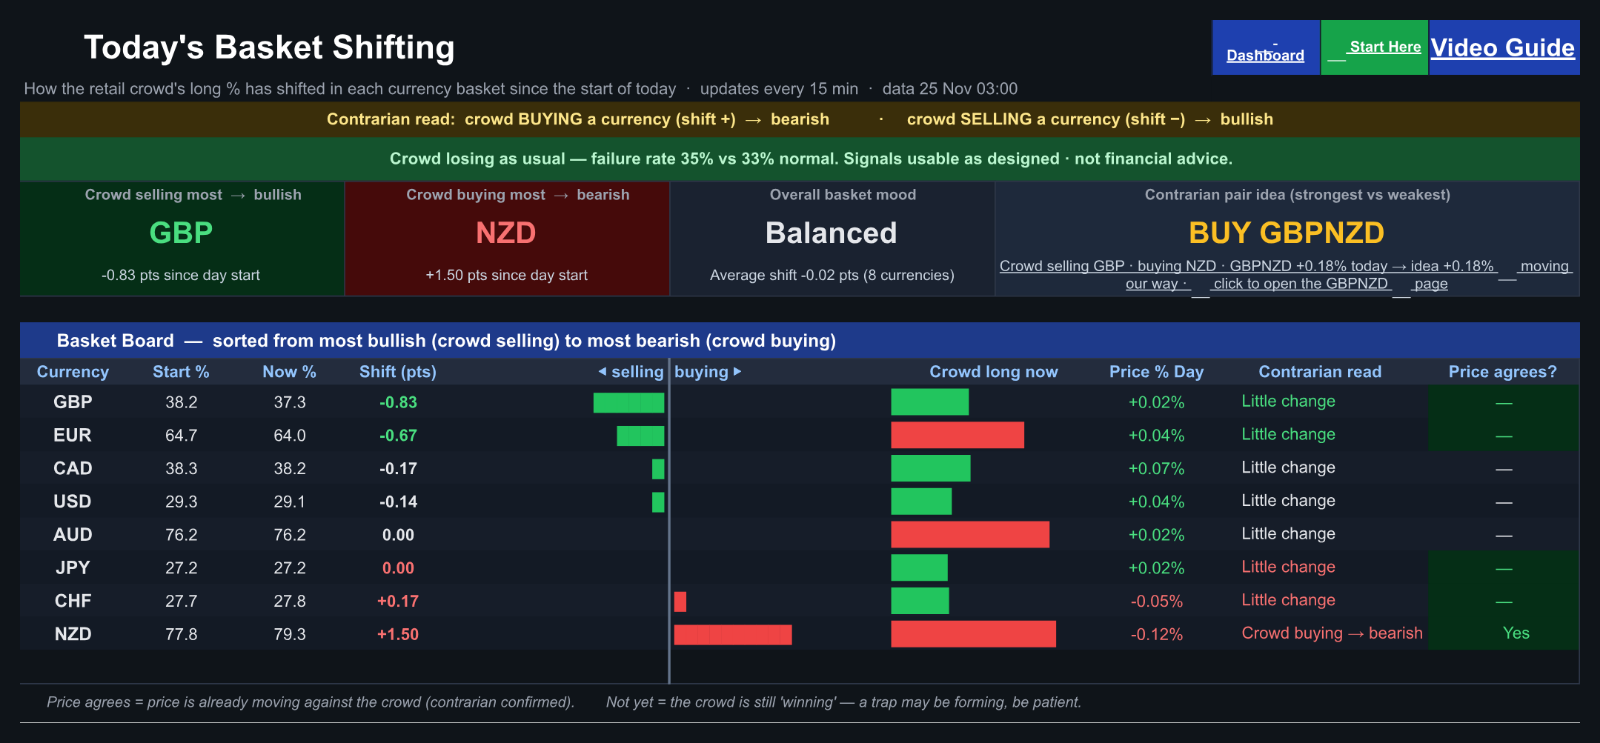 Today's Basket Shifting
Dashboard
Start Here
Video Guide
How the retail crowd's long % has shifted in each currency basket since the start of today · updates every 15 min · data 25 Nov 03:00
Contrarian read: crowd BUYING a currency (shift +) → bearish · crowd SELLING a currency (shift −) → bullish
Crowd losing as usual — failure rate 35% vs 33% normal. Signals usable as designed · not financial advice.
Crowd selling most → bullish
GBP
-0.83 pts since day start
Crowd buying most → bearish
NZD
+1.50 pts since day start
Overall basket mood
Balanced
Average shift -0.02 pts (8 currencies)
Contrarian pair idea (strongest vs weakest)
BUY GBPNZD
Crowd selling GBP · buying NZD · GBPNZD +0.18% today → idea +0.18% __ moving
our way · __ click to open the GBPNZD __ page
Basket Board — sorted from most bullish (crowd selling) to most bearish (crowd buying)
Currency Start % Now % Shift (pts) ◄ selling buying ► Crowd long now Price % Day Contrarian read Price agrees?
GBP 38.2 37.3 -0.83 +0.02% Little change —
EUR 64.7 64.0 -0.67 +0.04% Little change —
CAD 38.3 38.2 -0.17 +0.07% Little change —
USD 29.3 29.1 -0.14 +0.04% Little change —
AUD 76.2 76.2 0.00 +0.02% Little change —
JPY 27.2 27.2 0.00 +0.02% Little change —
CHF 27.7 27.8 +0.17 -0.05% Little change —
NZD 77.8 79.3 +1.50 -0.12% Crowd buying → bearish Yes
Price agrees = price is already moving against the crowd (contrarian confirmed). Not yet = the crowd is still 'winning' — a trap may be forming, be patient.